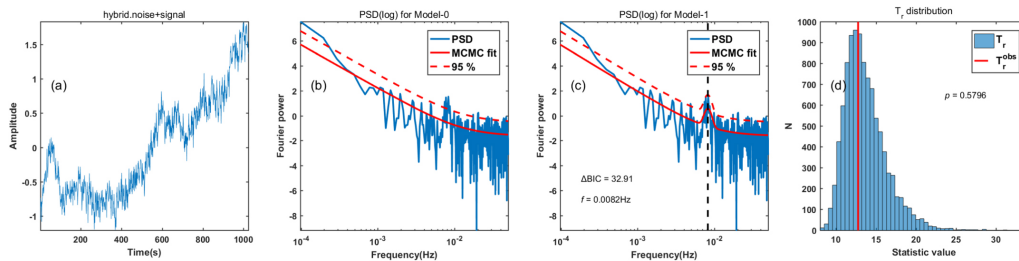 hybrid.noise+signal
(a)
Amplitude
1.5
1
0.5
0
-0.5
-1
200 400 600 800 1000
Time(s)
PSD(log) for Model-0
PSD
MCMC fit
95 %
(b)
Fourier power
6
4
2
0
-2
-4
-6
-8
10-4 10-3 10-2
Frequency(Hz)
PSD(log) for Model-1
PSD
MCMC fit
95 %
(c)
Fourier power
6
4
2
0
-2
-4
-6
-8
ΔBIC = 32.91
f = 0.0082Hz
10-4 10-3 10-2
Frequency(Hz)
Tr distribution
Tr
Trobs
(d)
p = 0.5796
N
1000
900
800
700
600
500
400
300
200
100
0
10 15 20 25 30
Statistic value